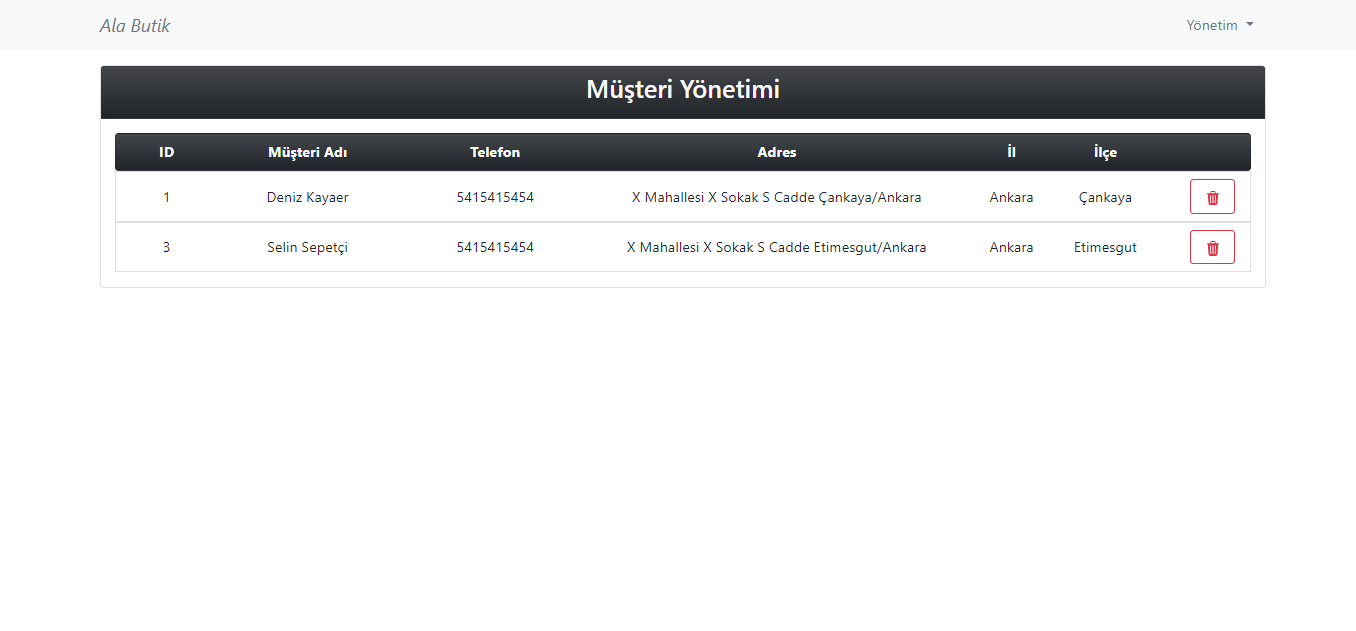 Ala Butik Yönetim
Müşteri Yönetimi
ID Müşteri Adı Telefon Adres İl İlçe
1 Deniz Kayaer 5415415454 X Mahallesi X Sokak S Cadde Çankaya/Ankara Ankara Çankaya
3 Selin Sepetçi 5415415454 X Mahallesi X Sokak S Cadde Etimesgut/Ankara Ankara Etimesgut